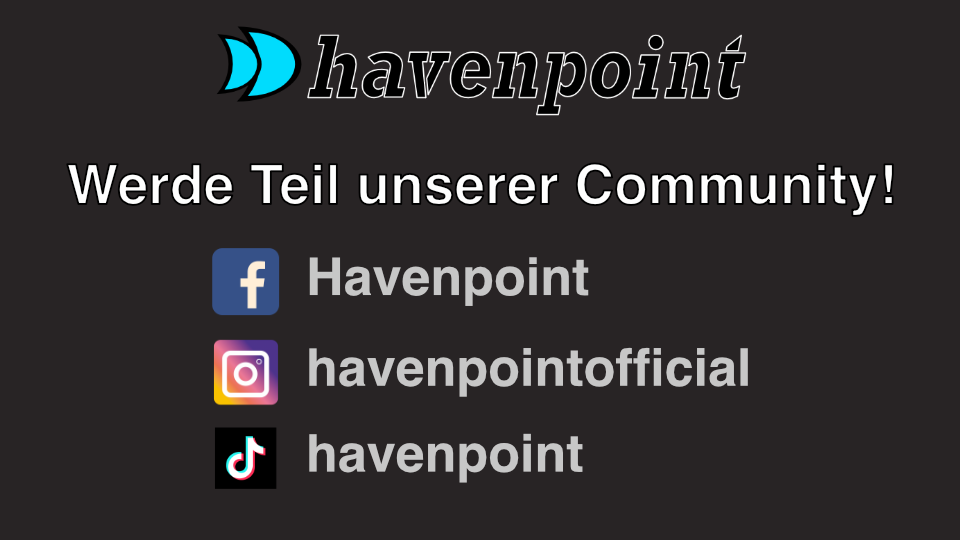 havenpoint
Werde Teil unserer Community!
Havenpoint
havenpointofficial
havenpoint